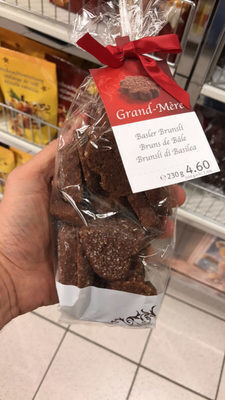 Grand-Mère
Basler Brunsli
Bruns de Bâle
Brunsli di Basilea
℮ 230 g 4.60